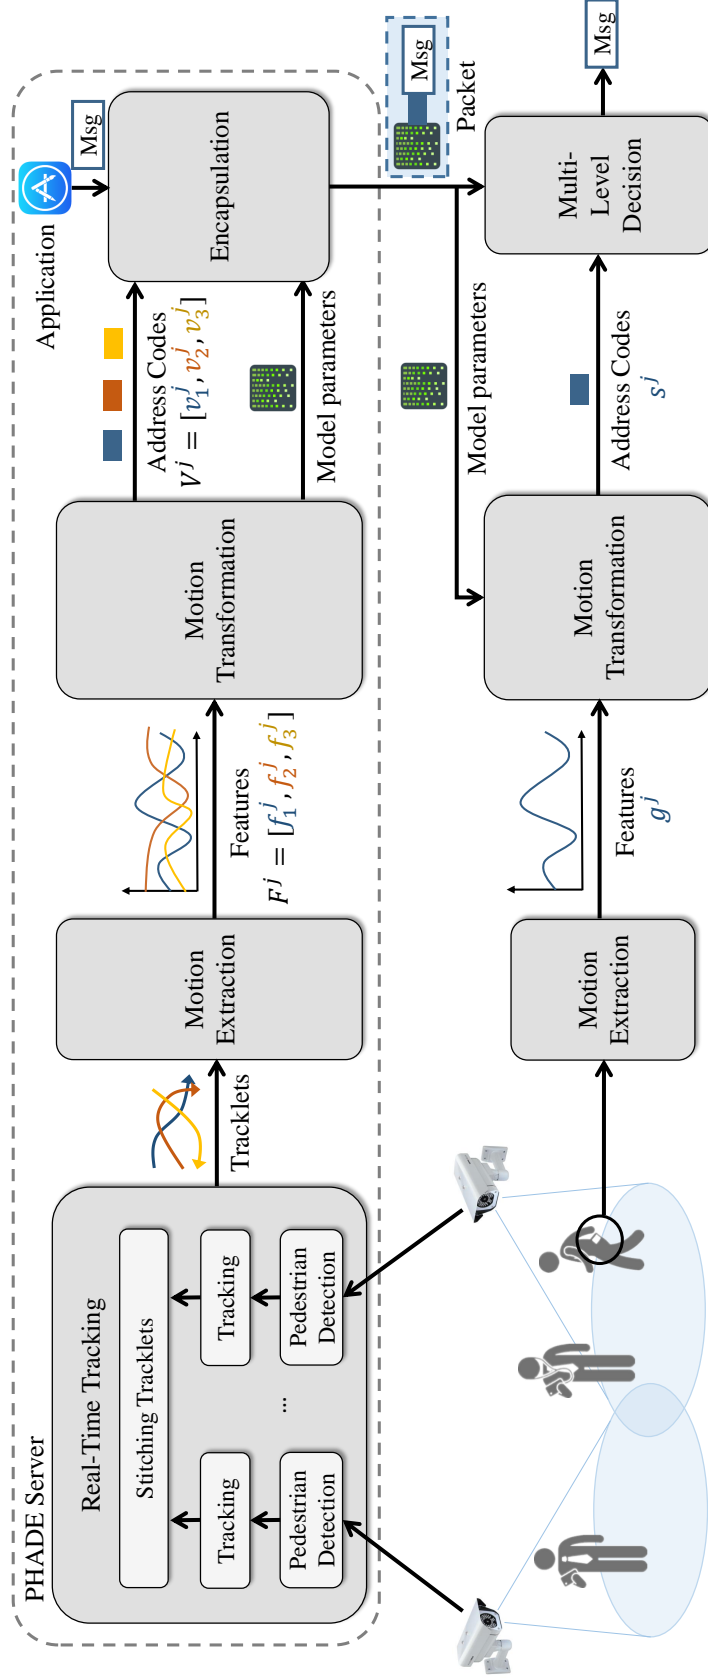 PHADE Server
Real-Time Tracking
Stitching Tracklets
Tracking
Tracking
...
Pedestrian
Detection
Pedestrian
Detection
Tracklets
Motion
Extraction
Features
F^j = [f_1^j, f_2^j, f_3^j]
Motion
Transformation
Address Codes
V^j = [v_1^j, v_2^j, v_3^j]
Model parameters
Application
Msg
Encapsulation
Msg
Packet
Model parameters
Motion
Extraction
Features
g^j
Motion
Transformation
Address Codes
s^j
Multi-
Level
Decision
Msg